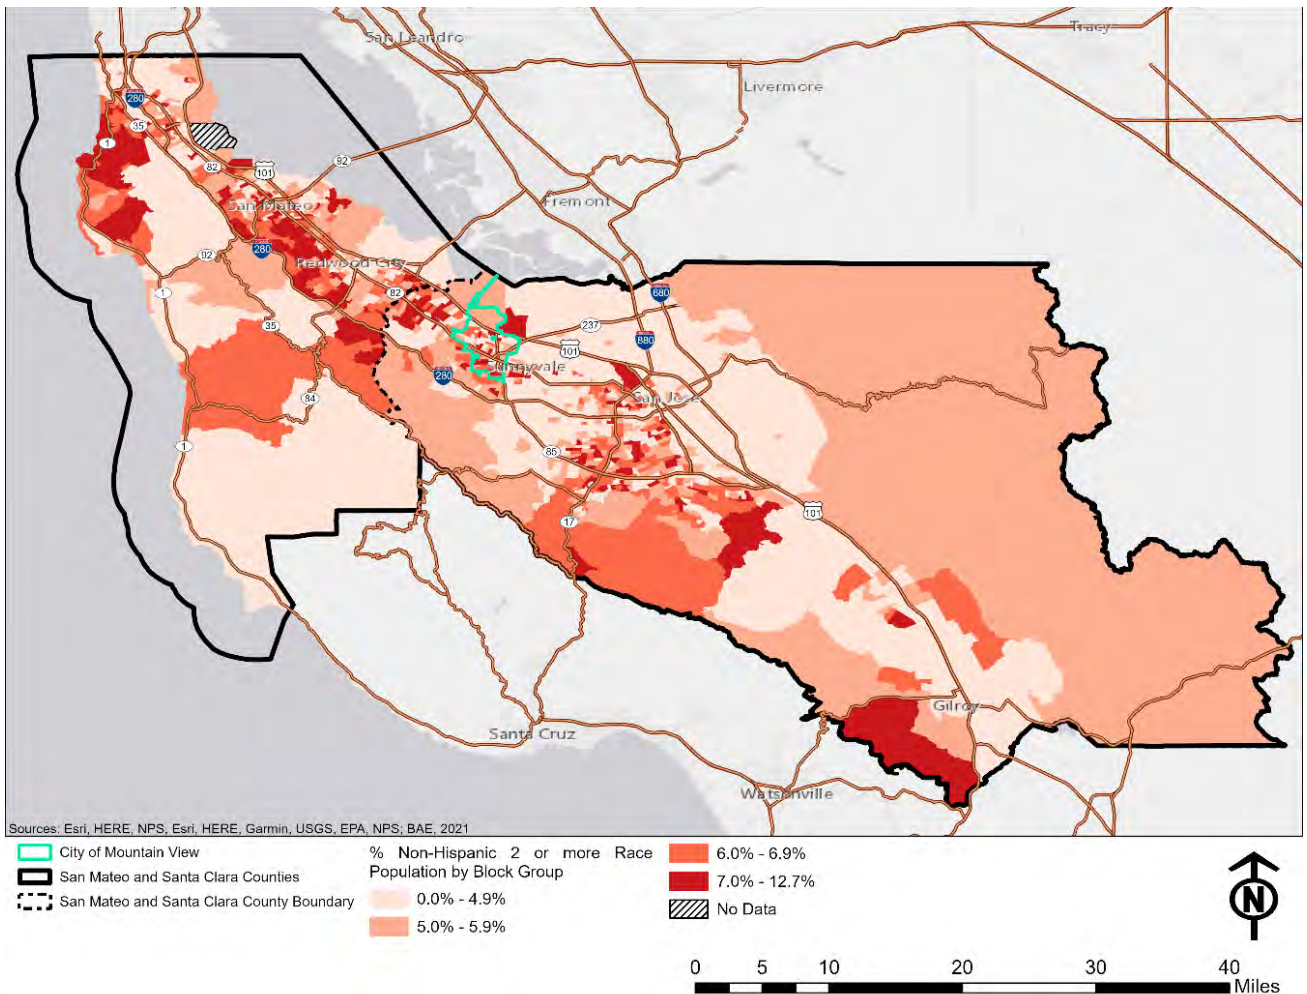 San Leandro
Tracy
Livermore
280
35
1
82
101
92
San Mateo
Fremont
92
280
Redwood City
1
82
680
35
237
880
101
Sunnyvale
280
84
San Jose
1
85
101
17
Gilroy
Santa Cruz
Watsonville
Sources: Esri, HERE, NPS, Esri, HERE, Garmin, USGS, EPA, NPS; BAE, 2021
City of Mountain View
San Mateo and Santa Clara Counties
San Mateo and Santa Clara County Boundary
% Non-Hispanic 2 or more Race
Population by Block Group
0.0% - 4.9%
5.0% - 5.9%
6.0% - 6.9%
7.0% - 12.7%
No Data
N
0 5 10 20 30 40
Miles